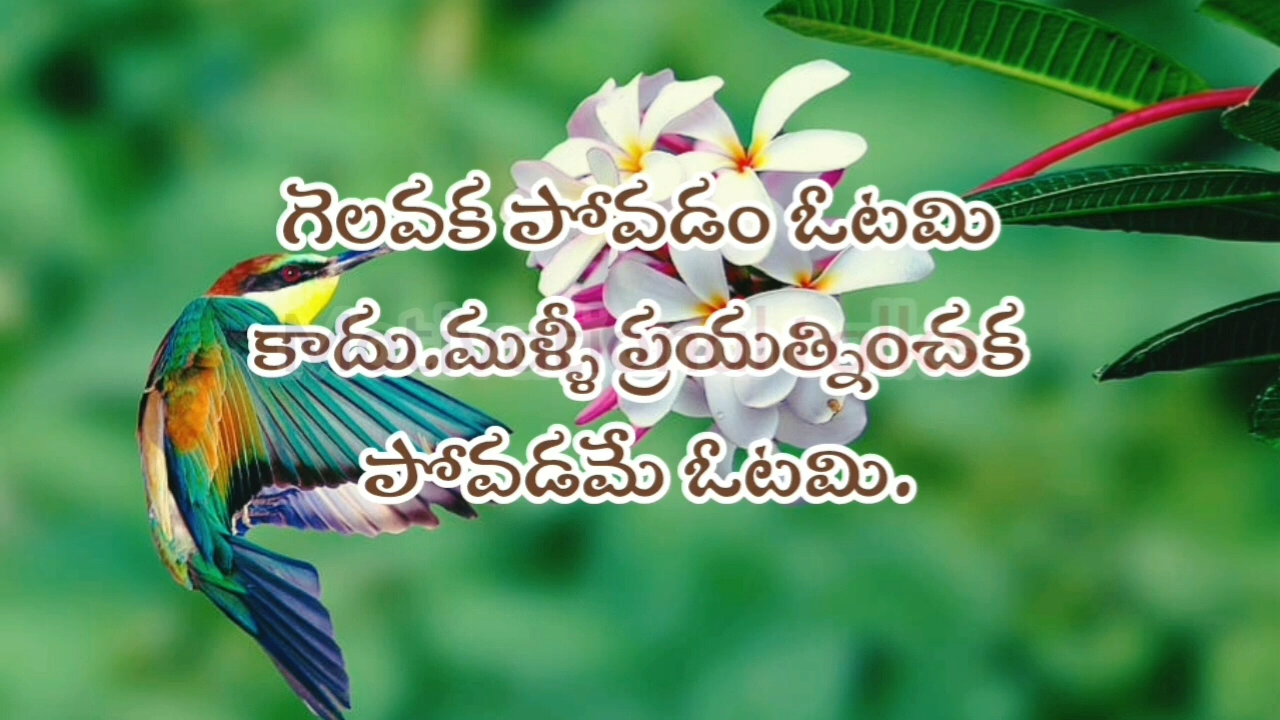 గెలవక పోవడం ఓటమి
కాదు.మళ్ళీ ప్రయత్నించక
పోవడమే ఓటమి.